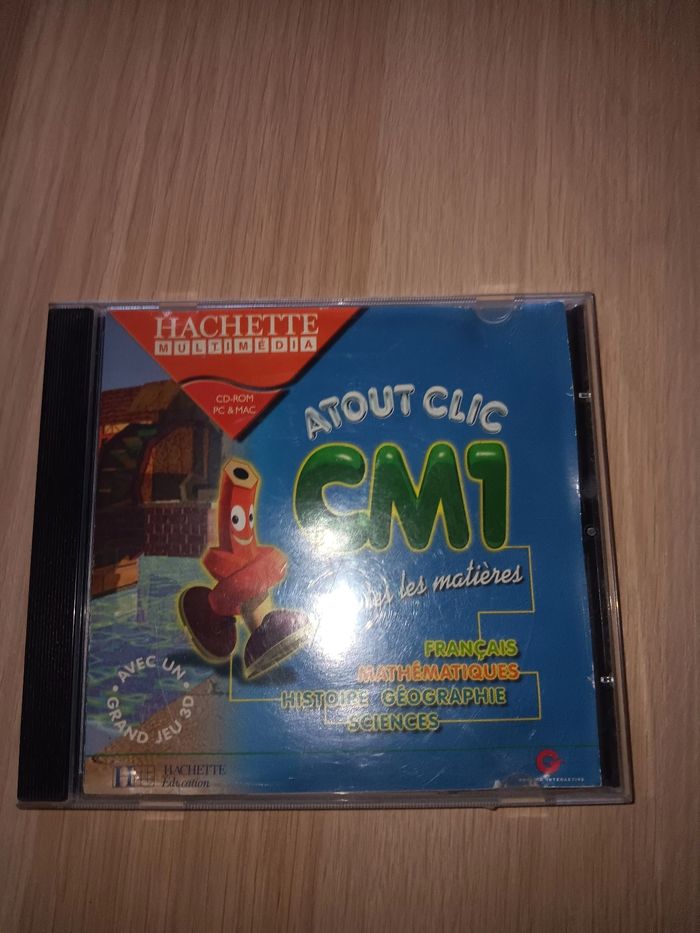 HACHETTE
MULTIMÉDIA
CD-ROM
PC & MAC
ATOUT CLIC
CM1
les matières
FRANÇAIS
MATHÉMATIQUES
HISTOIRE GÉOGRAPHIE
SCIENCES
• AVEC UN •
GRAND JEU 3D
HACHETTE
Éducation